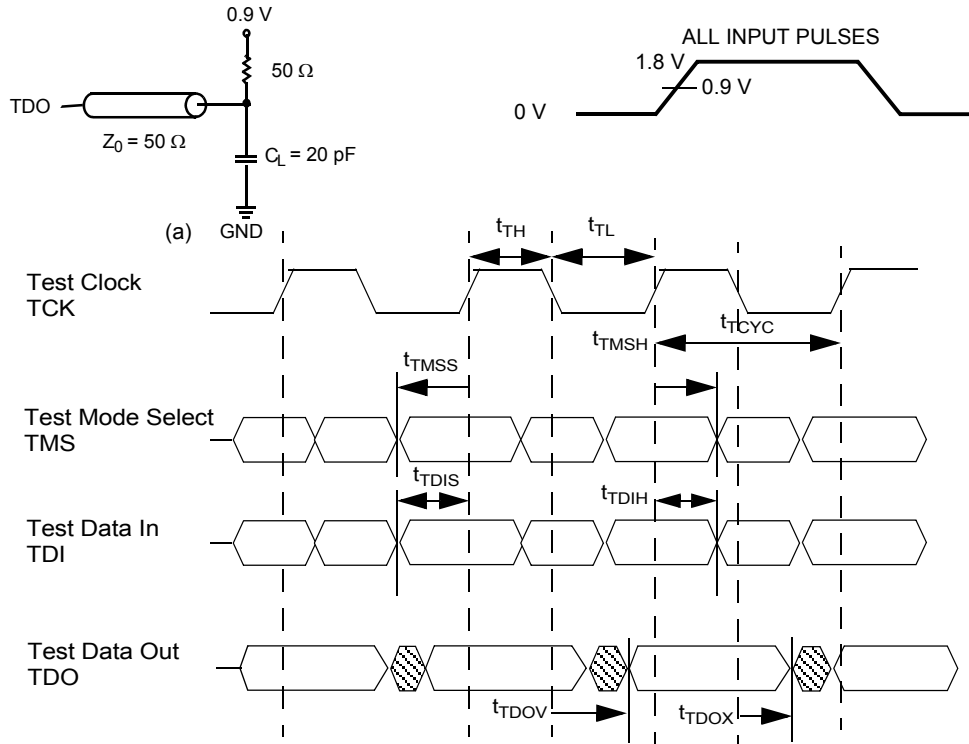 0.9 V
50 Ω
TDO
Z0 = 50 Ω
CL = 20 pF
(a)
GND
ALL INPUT PULSES
1.8 V
0.9 V
0 V
tTH
tTL
Test Clock
TCK
tTCYC
tTMSH
tTMSS
Test Mode Select
TMS
tTDIS
tTDIH
Test Data In
TDI
Test Data Out
TDO
tTDOV
tTDOX